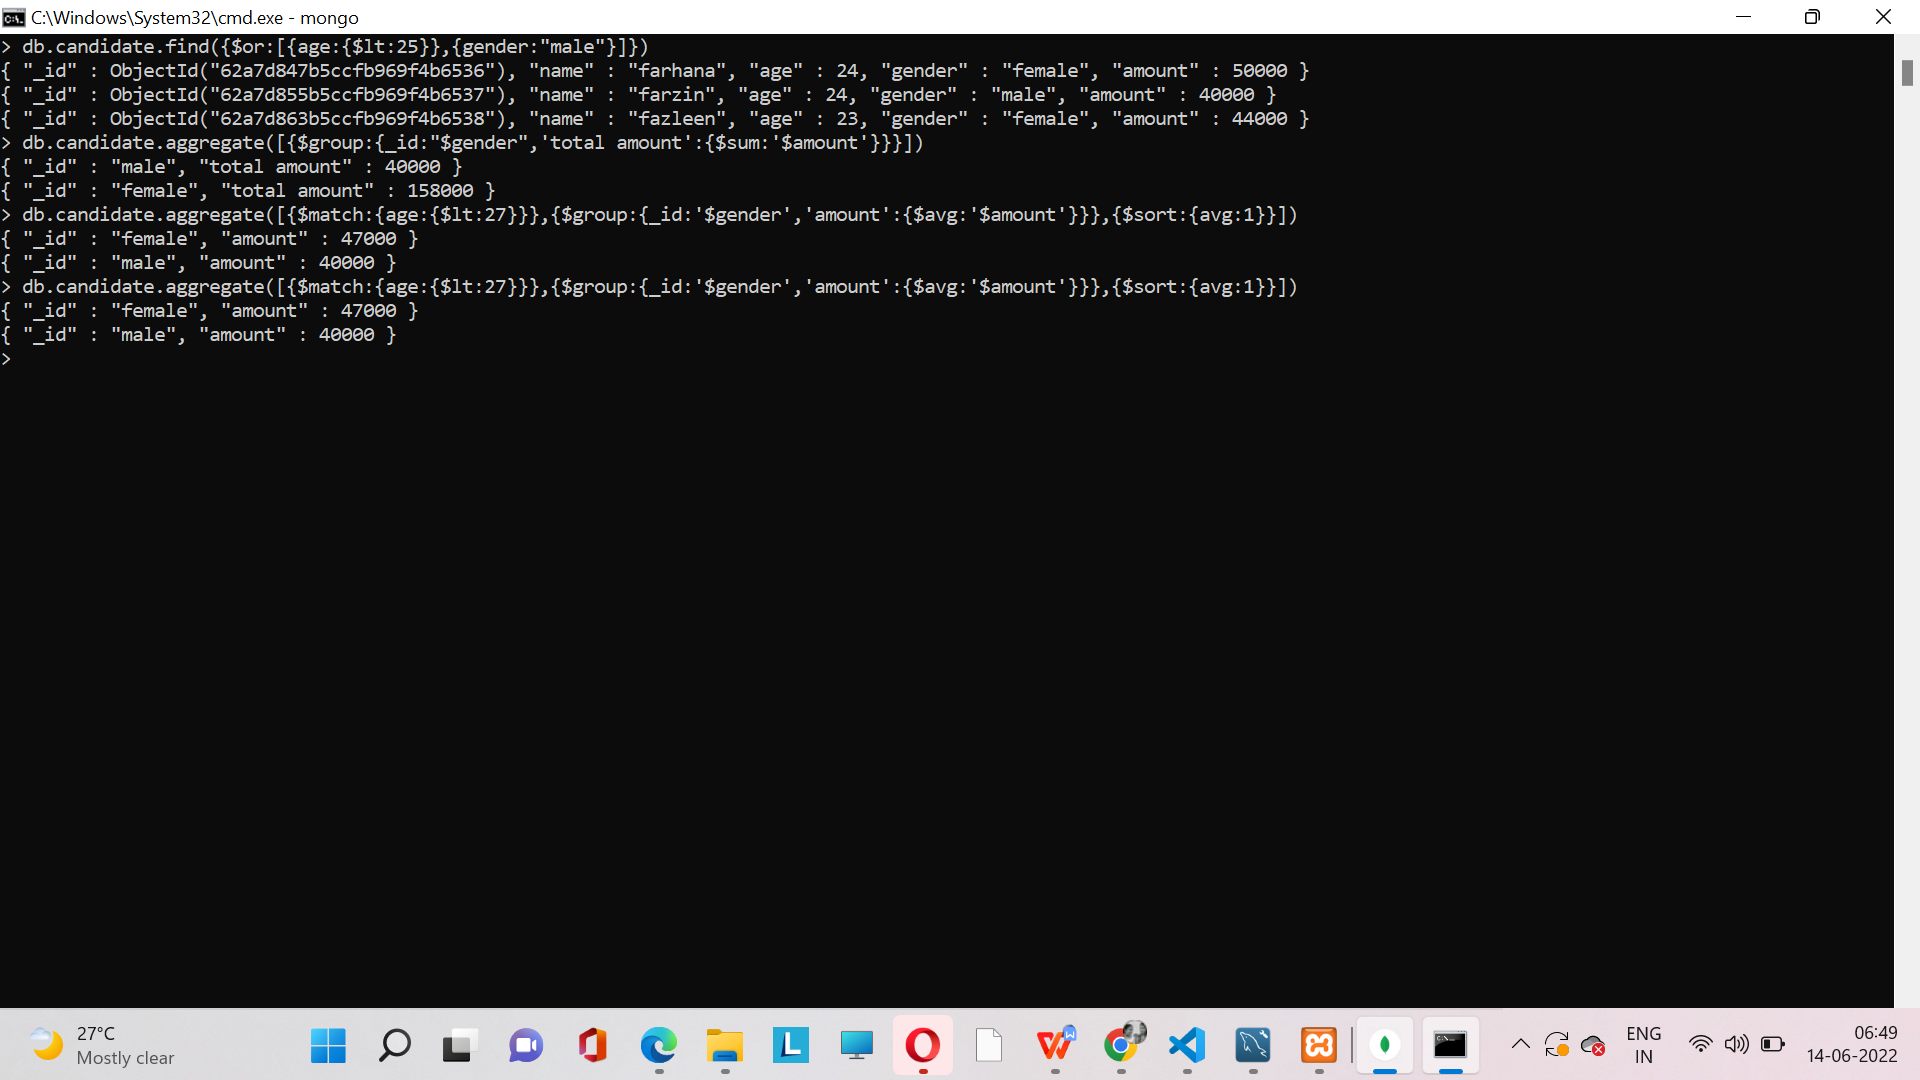 C:\Windows\System32\cmd.exe - mongo
> db.candidate.find({$or:[{age:{$lt:25}},{gender:"male"}]})
{ "_id" : ObjectId("62a7d847b5ccfb969f4b6536"), "name" : "farhana", "age" : 24, "gender" : "female", "amount" : 50000 }
{ "_id" : ObjectId("62a7d855b5ccfb969f4b6537"), "name" : "farzin", "age" : 24, "gender" : "male", "amount" : 40000 }
{ "_id" : ObjectId("62a7d863b5ccfb969f4b6538"), "name" : "fazleen", "age" : 23, "gender" : "female", "amount" : 44000 }
> db.candidate.aggregate([{$group:{_id:"$gender",'total amount':{$sum:'$amount'}}}])
{ "_id" : "male", "total amount" : 40000 }
{ "_id" : "female", "total amount" : 158000 }
> db.candidate.aggregate([{$match:{age:{$lt:27}}},{$group:{_id:'$gender','amount':{$avg:'$amount'}}},{$sort:{avg:1}}])
{ "_id" : "female", "amount" : 47000 }
{ "_id" : "male", "amount" : 40000 }
> db.candidate.aggregate([{$match:{age:{$lt:27}}},{$group:{_id:'$gender','amount':{$avg:'$amount'}}},{$sort:{avg:1}}])
{ "_id" : "female", "amount" : 47000 }
{ "_id" : "male", "amount" : 40000 }
>
27°C
Mostly clear
ENG
IN
06:49
14-06-2022